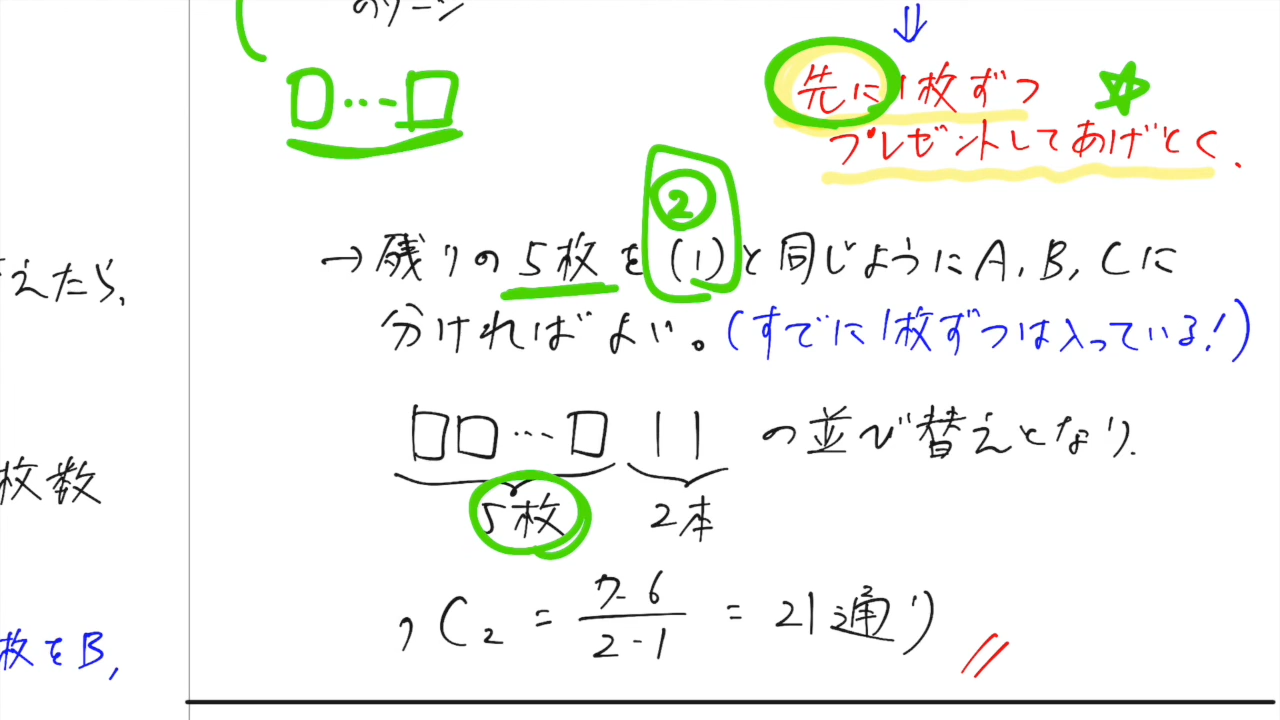 のゾーン
⇓
□…□
先に1枚ずつ
プレゼントしてあげとく.
②
→残りの5枚を(1)と同じようにA, B, Cに
えたら,
分ければよい。(すでに1枚ずつは入っている!)
□□…□ | | の並び替えとなり
枚数
5枚 2本
₇C₂ = 7・6/2・1 = 21通り
枚をB,